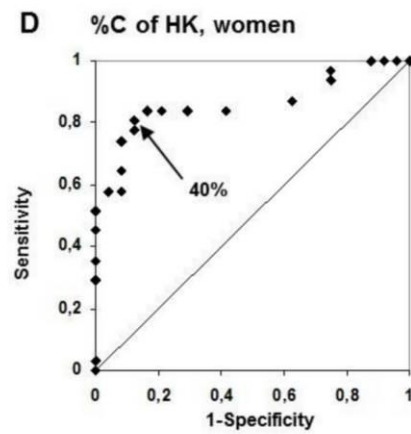 D %C of HK, women
1
0,8
0,6
0,4
0,2
0
Sensitivity
40%
0 0,2 0,4 0,6 0,8 1
1-Specificity